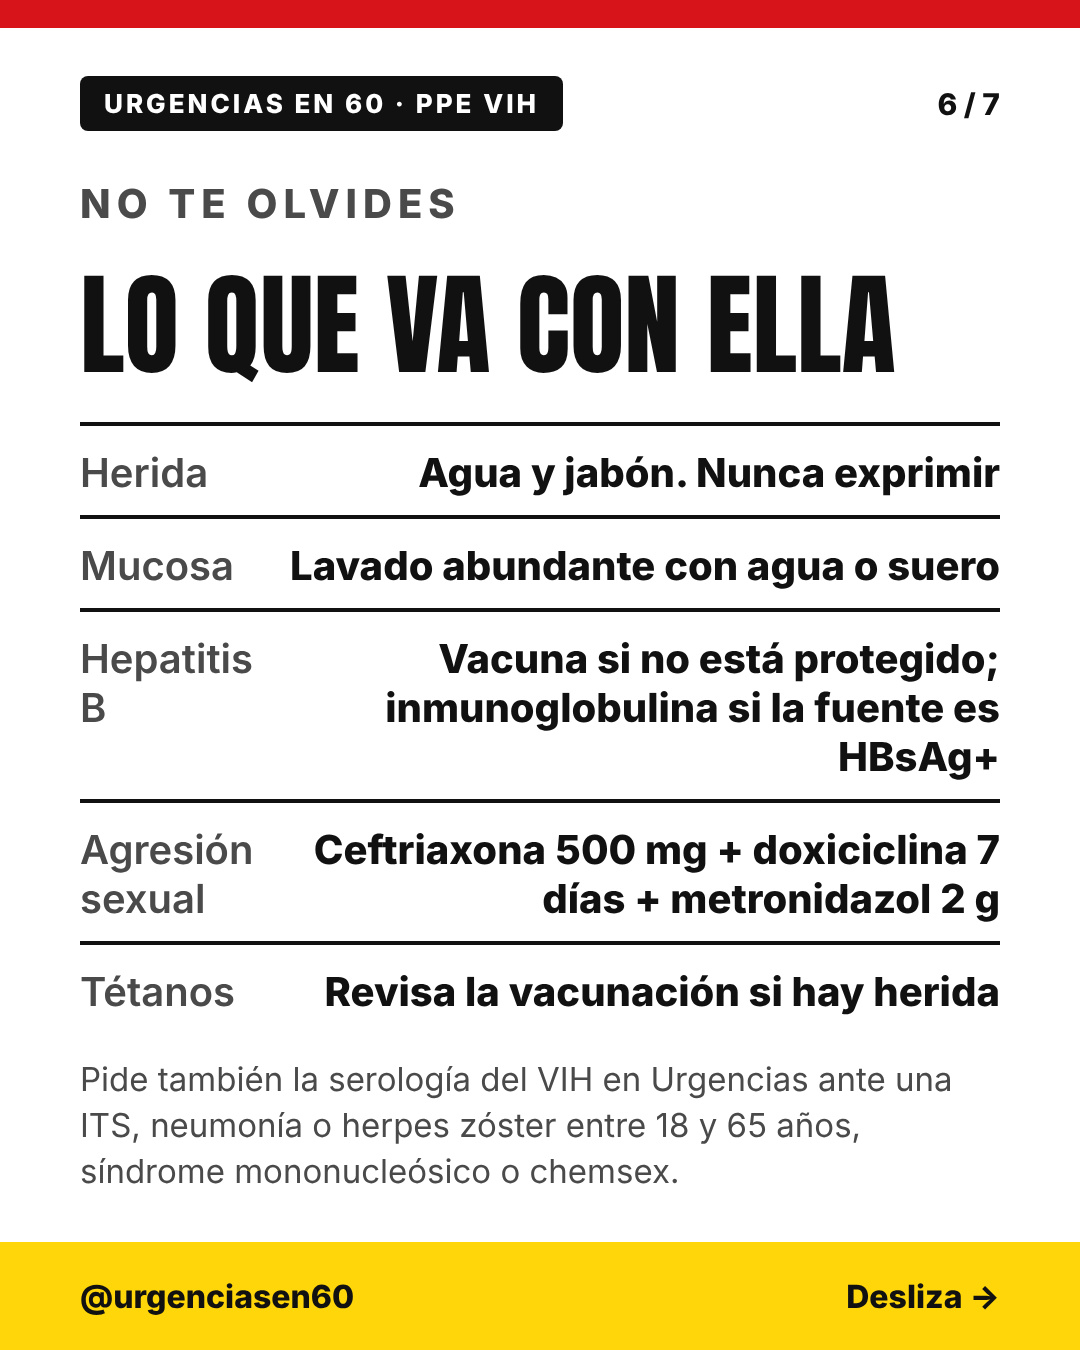 URGENCIAS EN 60 · PPE VIH
6 / 7
NO TE OLVIDES
LO QUE VA CON ELLA
Herida
Agua y jabón. Nunca exprimir
Mucosa
Lavado abundante con agua o suero
Hepatitis
B
Vacuna si no está protegido;
inmunoglobulina si la fuente es
HBsAg+
Agresión
sexual
Ceftriaxona 500 mg + doxiciclina 7
días + metronidazol 2 g
Tétanos
Revisa la vacunación si hay herida
Pide también la serología del VIH en Urgencias ante una
ITS, neumonía o herpes zóster entre 18 y 65 años,
síndrome mononucleósico o chemsex.
@urgenciasen60
Desliza →